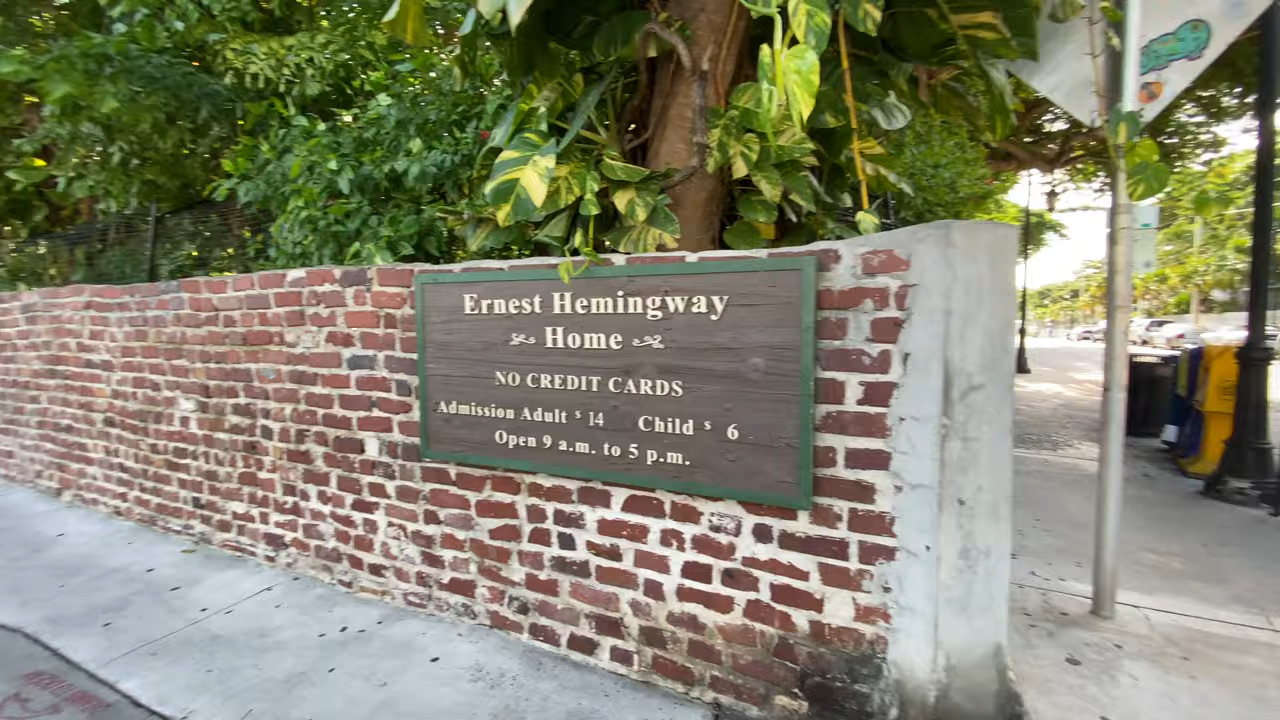 Ernest Hemingway
Home
NO CREDIT CARDS
Admission Adult $ 14 Child $ 6
Open 9 a.m. to 5 p.m.